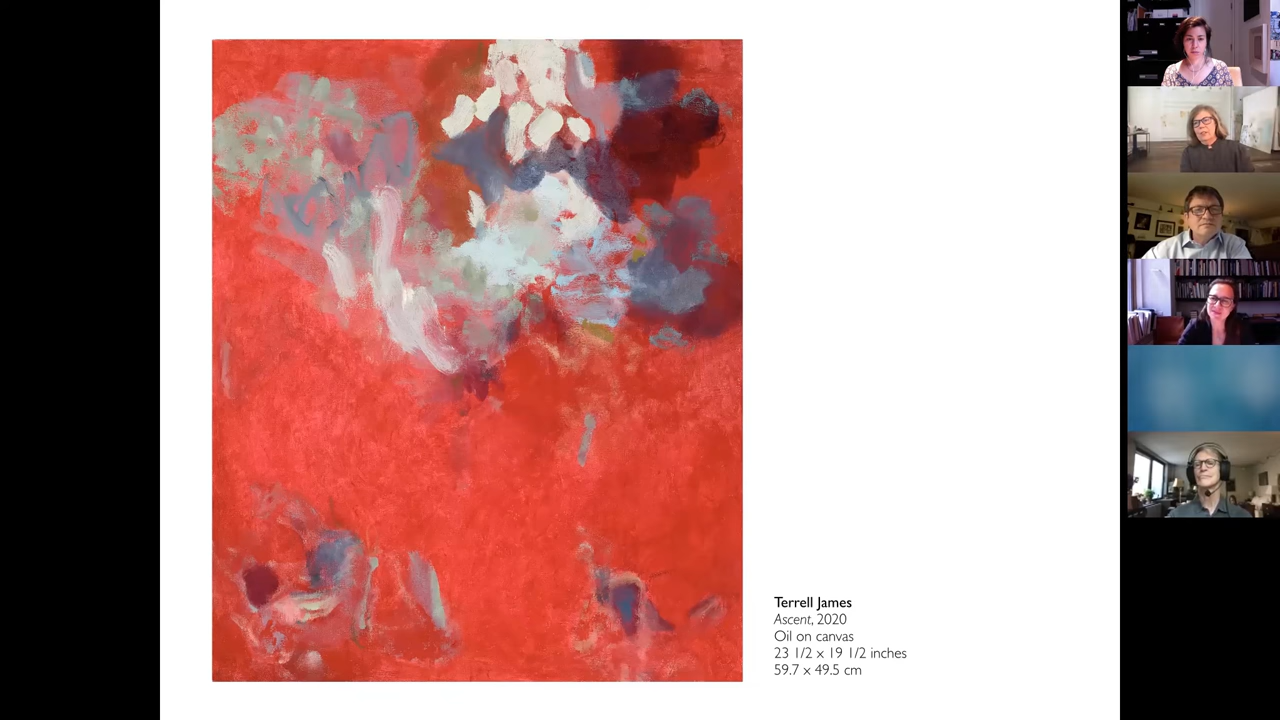 Terrell James
Ascent, 2020
Oil on canvas
23 1/2 x 19 1/2 inches
59.7 x 49.5 cm